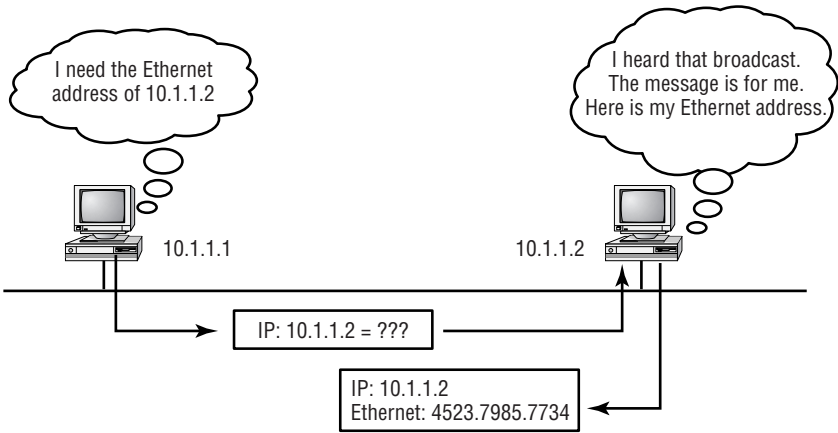 I need the Ethernet
address of 10.1.1.2
I heard that broadcast.
The message is for me.
Here is my Ethernet address.
10.1.1.1
10.1.1.2
IP: 10.1.1.2 = ???
IP: 10.1.1.2
Ethernet: 4523.7985.7734